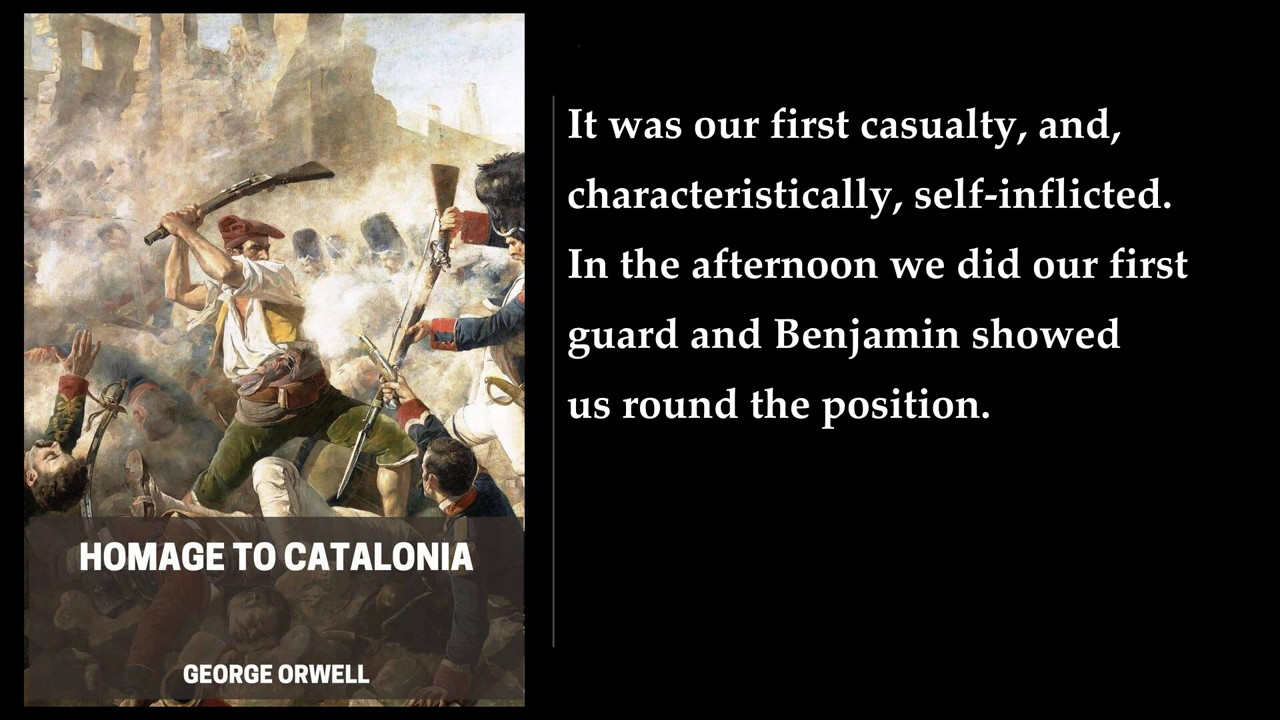 HOMAGE TO CATALONIA
GEORGE ORWELL
It was our first casualty, and,
characteristically, self-inflicted.
In the afternoon we did our first
guard and Benjamin showed
us round the position.